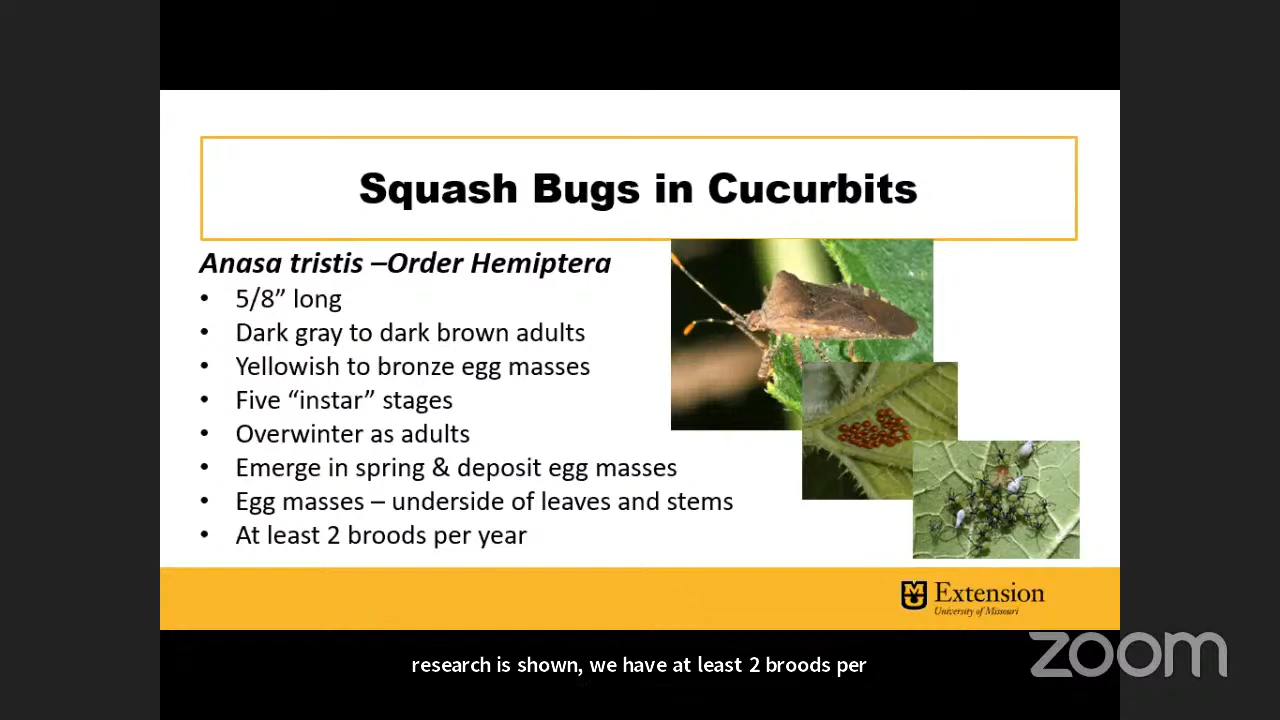 Squash Bugs in Cucurbits
Anasa tristis –Order Hemiptera
• 5/8” long
• Dark gray to dark brown adults
• Yellowish to bronze egg masses
• Five “instar” stages
• Overwinter as adults
• Emerge in spring & deposit egg masses
• Egg masses – underside of leaves and stems
• At least 2 broods per year
MU Extension
University of Missouri
research is shown, we have at least 2 broods per
zoom